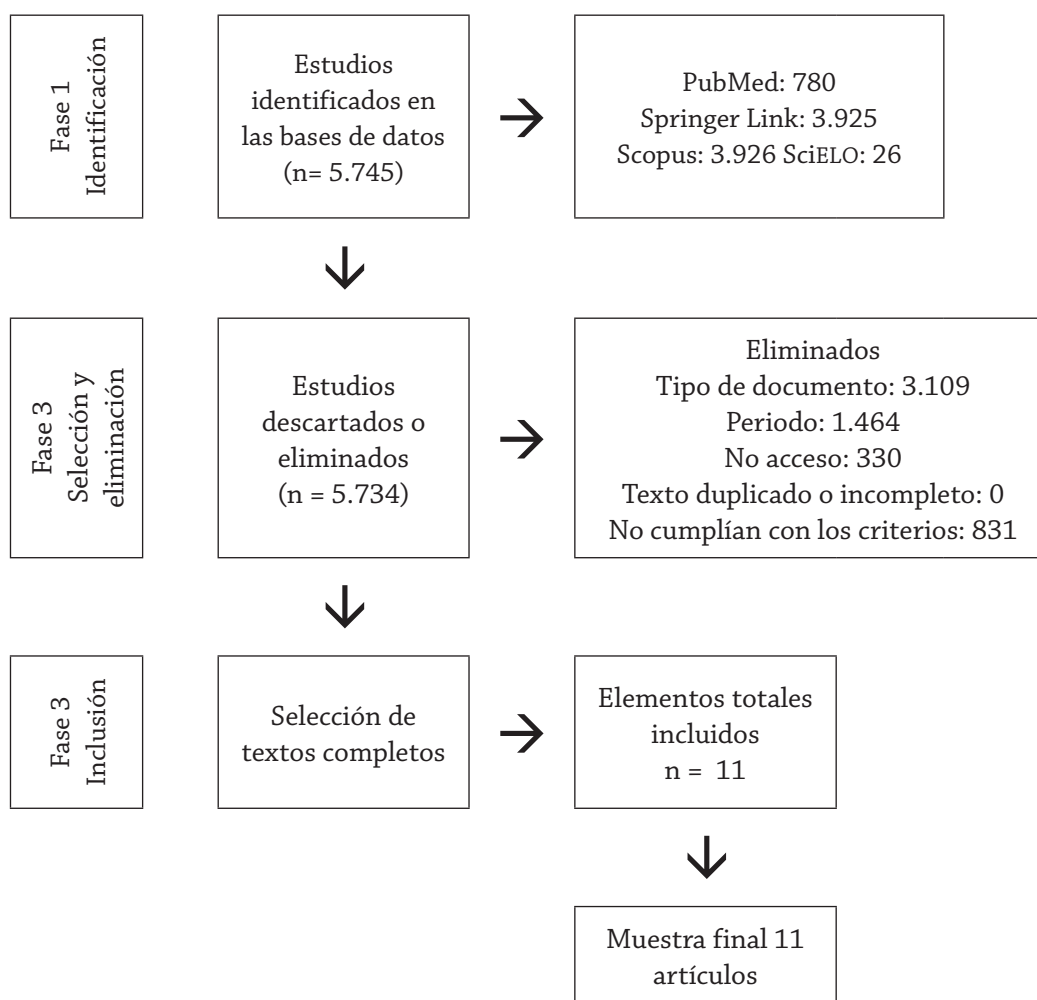 Fase 1
Identificación
Estudios
identificados en
las bases de datos
(n= 5.745)
PubMed: 780
Springer Link: 3.925
Scopus: 3.926 SciELO: 26
Fase 3
Selección y
eliminación
Estudios
descartados o
eliminados
(n = 5.734)
Eliminados
Tipo de documento: 3.109
Periodo: 1.464
No acceso: 330
Texto duplicado o incompleto: 0
No cumplían con los criterios: 831
Fase 3
Inclusión
Selección de
textos completos
Elementos totales
incluidos
n = 11
Muestra final 11
artículos